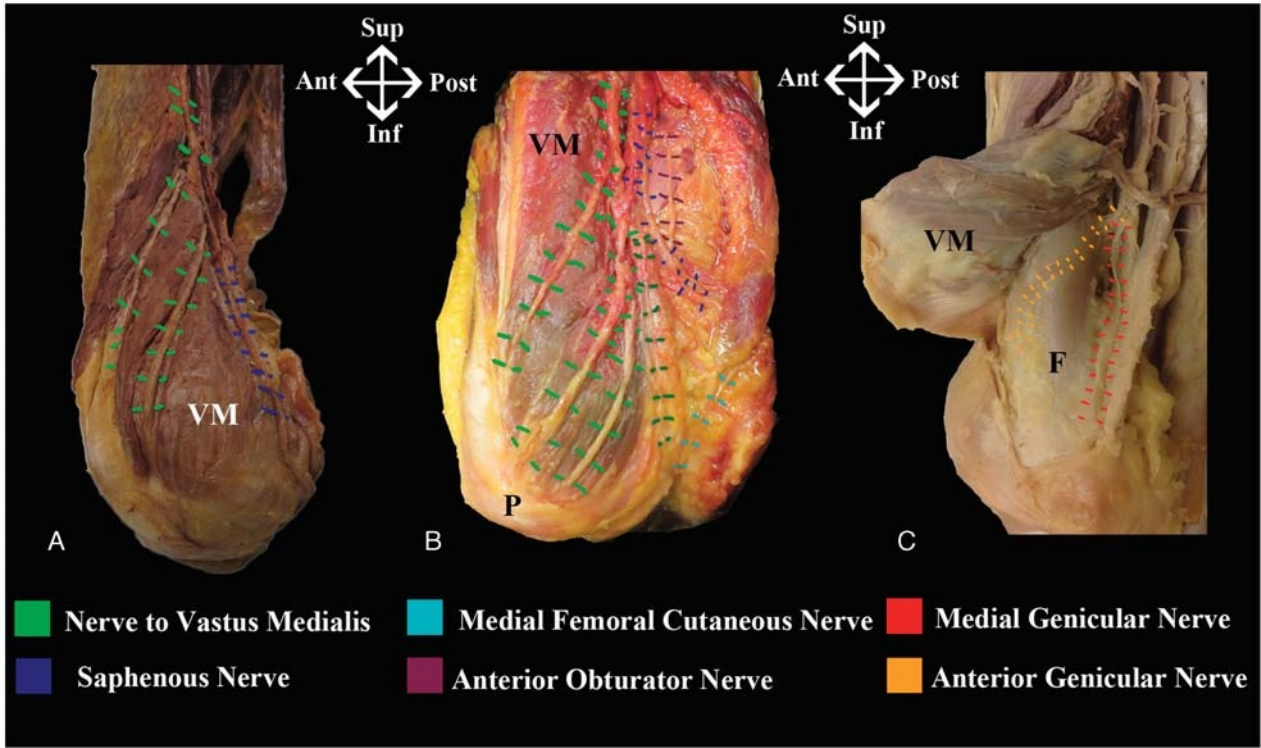 Sup
Ant
Post
Inf
VM
A
Sup
Ant
Post
Inf
VM
P
B
VM
F
C
Nerve to Vastus Medialis
Medial Femoral Cutaneous Nerve
Medial Genicular Nerve
Saphenous Nerve
Anterior Obturator Nerve
Anterior Genicular Nerve